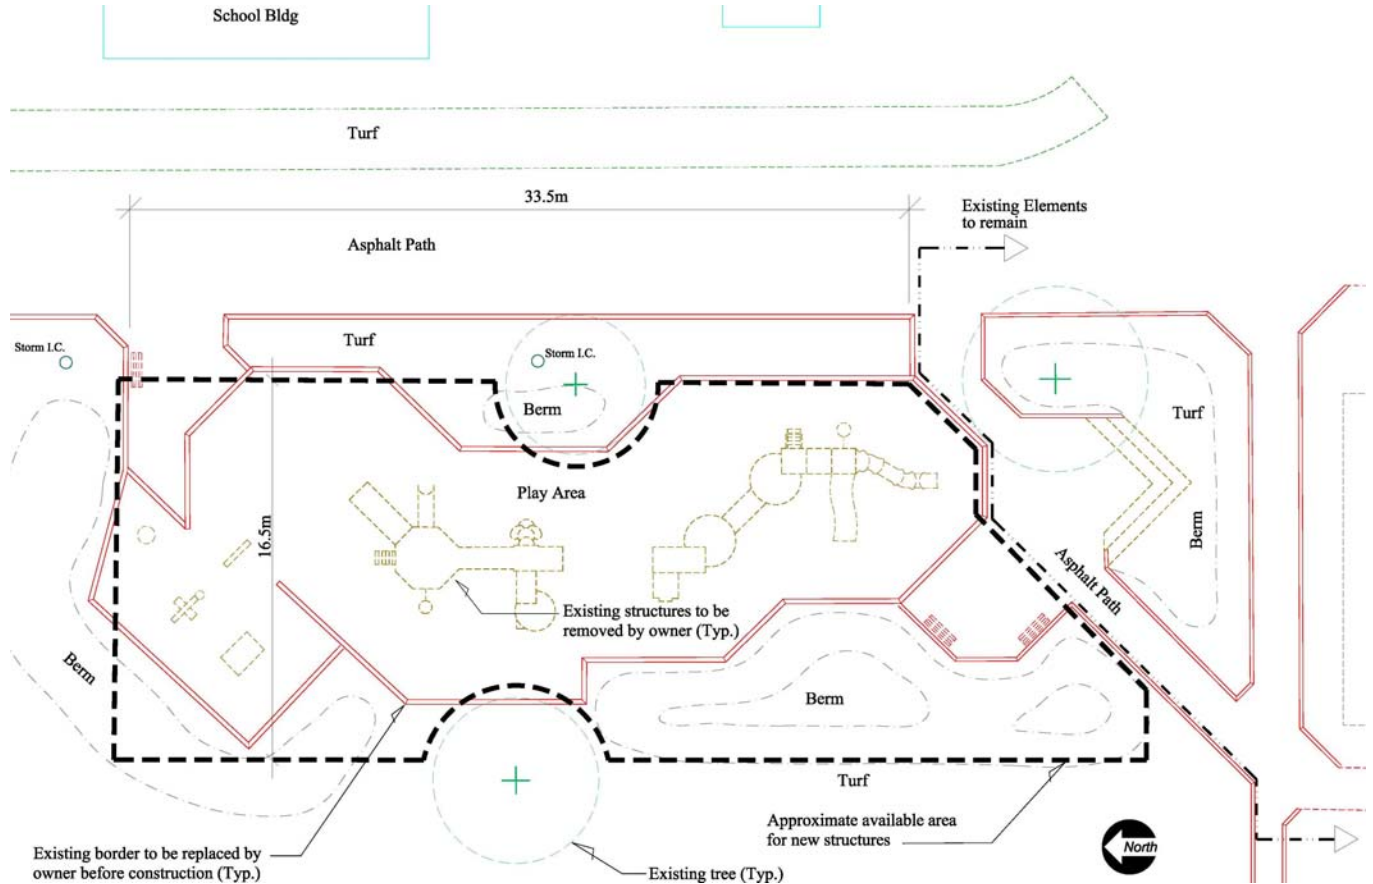 School Bldg
Turf
33.5m
Existing Elements
to remain
Asphalt Path
Turf
Storm I.C.
Storm I.C.
Berm
Turf
Play Area
16.5m
Berm
Asphalt Path
Existing structures to be
removed by owner (Typ.)
Berm
Berm
Turf
Approximate available area
for new structures
North
Existing border to be replaced by
owner before construction (Typ.)
Existing tree (Typ.)